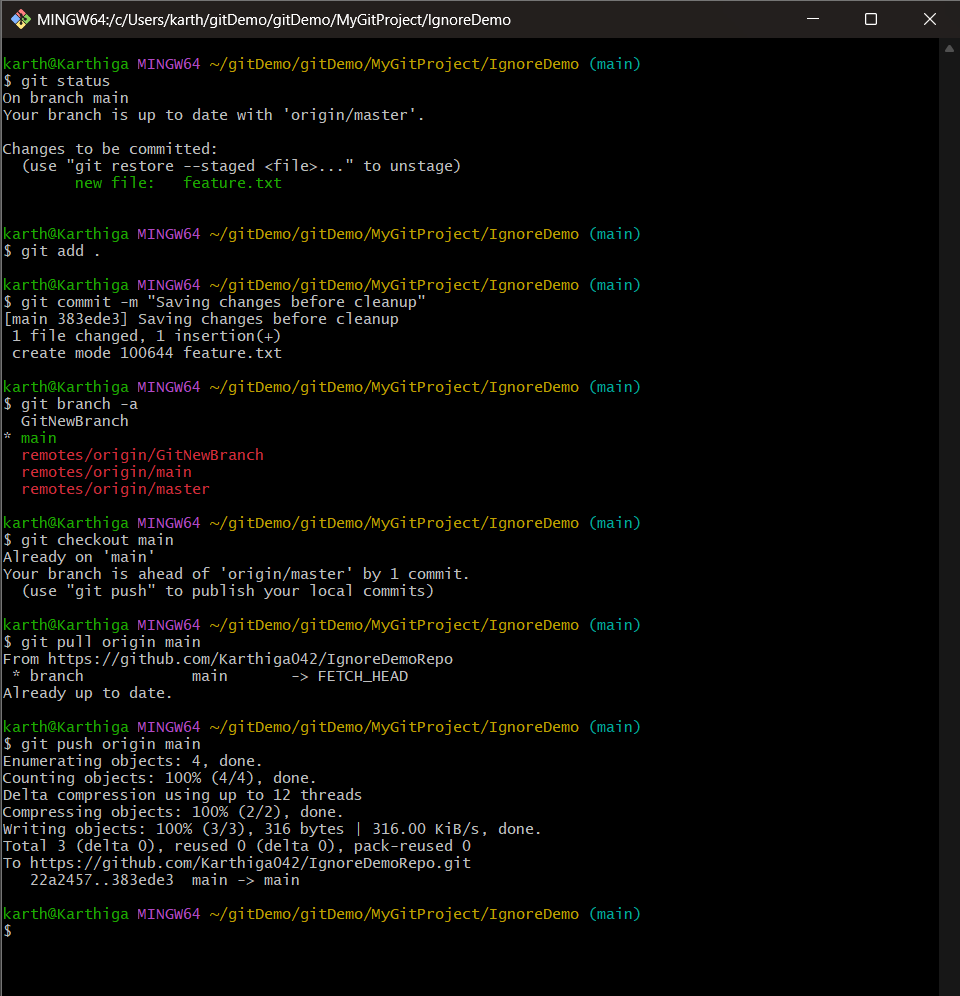 MINGW64:/c/Users/karth/gitDemo/gitDemo/MyGitProject/IgnoreDemo
karth@Karthiga MINGW64 ~/gitDemo/gitDemo/MyGitProject/IgnoreDemo (main)
$ git status
On branch main
Your branch is up to date with 'origin/master'.
Changes to be committed:
  (use "git restore --staged <file>..." to unstage)
        new file:   feature.txt
karth@Karthiga MINGW64 ~/gitDemo/gitDemo/MyGitProject/IgnoreDemo (main)
$ git add .
karth@Karthiga MINGW64 ~/gitDemo/gitDemo/MyGitProject/IgnoreDemo (main)
$ git commit -m "Saving changes before cleanup"
[main 383ede3] Saving changes before cleanup
 1 file changed, 1 insertion(+)
 create mode 100644 feature.txt
karth@Karthiga MINGW64 ~/gitDemo/gitDemo/MyGitProject/IgnoreDemo (main)
$ git branch -a
  GitNewBranch
* main
  remotes/origin/GitNewBranch
  remotes/origin/main
  remotes/origin/master
karth@Karthiga MINGW64 ~/gitDemo/gitDemo/MyGitProject/IgnoreDemo (main)
$ git checkout main
Already on 'main'
Your branch is ahead of 'origin/master' by 1 commit.
  (use "git push" to publish your local commits)
karth@Karthiga MINGW64 ~/gitDemo/gitDemo/MyGitProject/IgnoreDemo (main)
$ git pull origin main
From https://github.com/Karthiga042/IgnoreDemoRepo
 * branch            main       -> FETCH_HEAD
Already up to date.
karth@Karthiga MINGW64 ~/gitDemo/gitDemo/MyGitProject/IgnoreDemo (main)
$ git push origin main
Enumerating objects: 4, done.
Counting objects: 100% (4/4), done.
Delta compression using up to 12 threads
Compressing objects: 100% (2/2), done.
Writing objects: 100% (3/3), 316 bytes | 316.00 KiB/s, done.
Total 3 (delta 0), reused 0 (delta 0), pack-reused 0
To https://github.com/Karthiga042/IgnoreDemoRepo.git
   22a2457..383ede3  main -> main
karth@Karthiga MINGW64 ~/gitDemo/gitDemo/MyGitProject/IgnoreDemo (main)
$